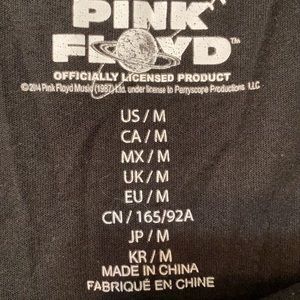 PINK
FLOYD™
OFFICIALLY LICENSED PRODUCT
©2014 Pink Floyd Music (1987) Ltd. under license to Perryscope Productions LLC
US / M
CA / M
MX / M
UK / M
EU / M
CN / 165/92A
JP / M
KR / M
MADE IN CHINA
FABRIQUÉ EN CHINE